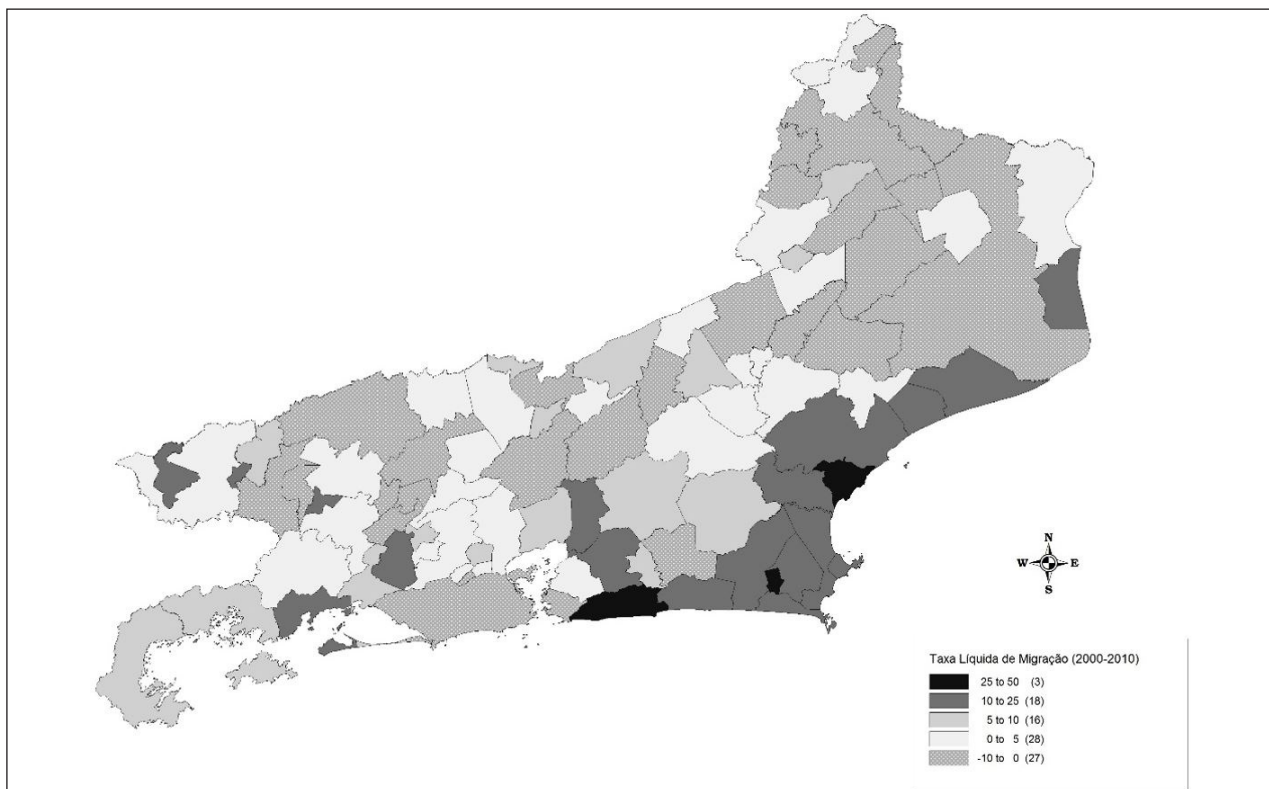 N
W E
S
Taxa Líquida de Migração (2000-2010)
25 to 50 (3)
10 to 25 (18)
5 to 10 (16)
0 to 5 (28)
-10 to 0 (27)